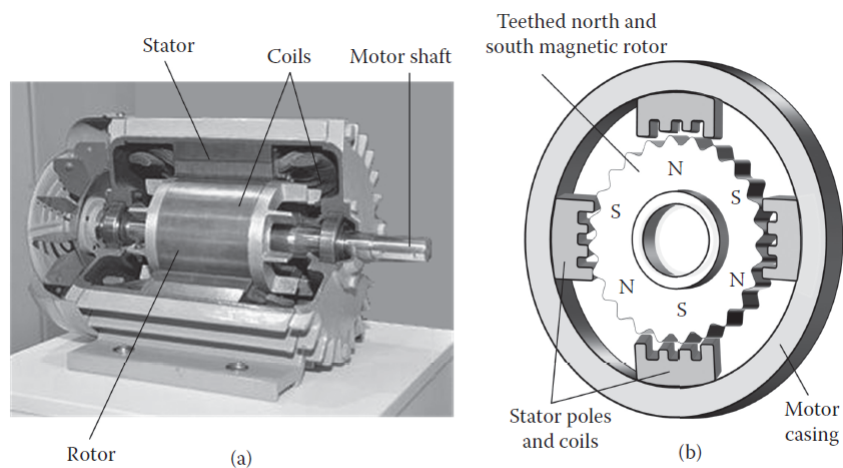 Stator
Coils
Motor shaft
Rotor
(a)
Teethed north and
south magnetic rotor
N
S
S
N
N
S
Stator poles
and coils
Motor
casing
(b)